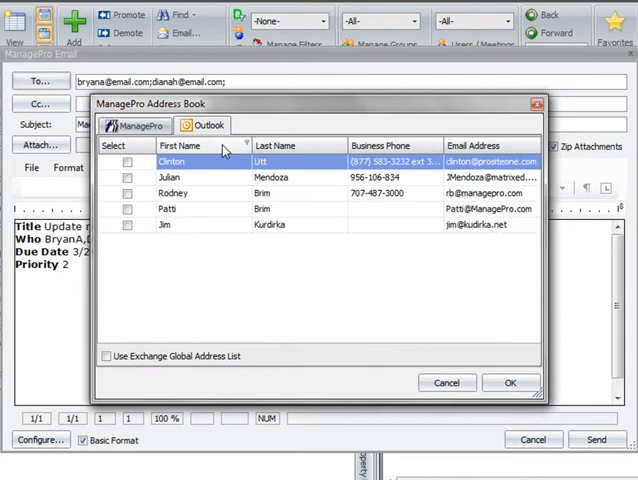 Promote
Find
-None-
-All-
-All-
Back
View
Add
Demote
Email...
Manage Filters
Manage Groups
Users / Meetings
Forward
Favorites
ManagePro Email
To...
bryana@email.com;dianah@email.com;
Cc...
Subject:
Attach...
Zip Attachments
File
Format
Title Update
Who BryanA,D
Due Date 3/2
Priority 2
ManagePro Address Book
ManagePro
Outlook
Select First Name Last Name Business Phone Email Address
Clinton Utt (877) 583-3232 ext 3... clinton@prositeone.com
Julian Mendoza 956-106-834 JMendoza@matrixed....
Rodney Brim 707-487-3000 rb@managepro.com
Patti Brim Patti@ManagePro.com
Jim Kurdirka jim@kudirka.net
Use Exchange Global Address List
Cancel
OK
1/1 1/1 1 1 100 % NUM
Configure...
Basic Format
Cancel
Send